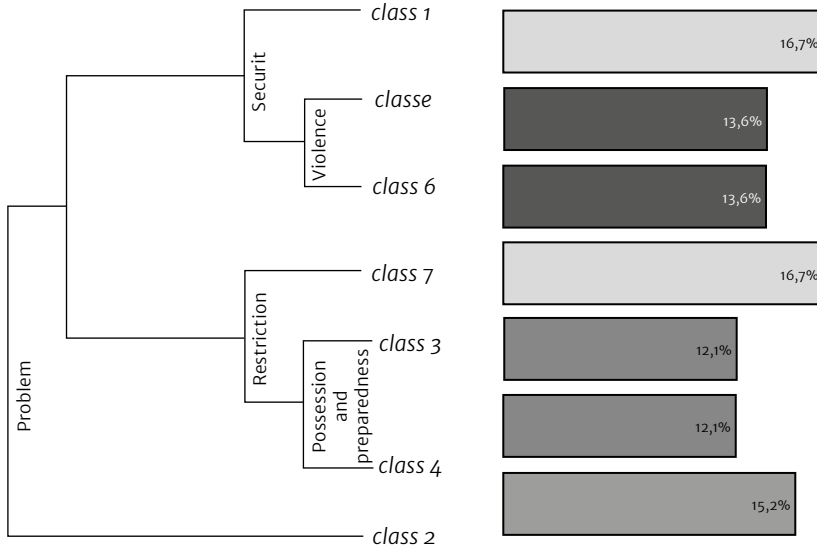 class 1
16,7%
Securit
classe
13,6%
Violence
class 6
13,6%
class 7
16,7%
Restriction
class 3
12,1%
Possession
and
preparedness
12,1%
class 4
Problem
15,2%
class 2